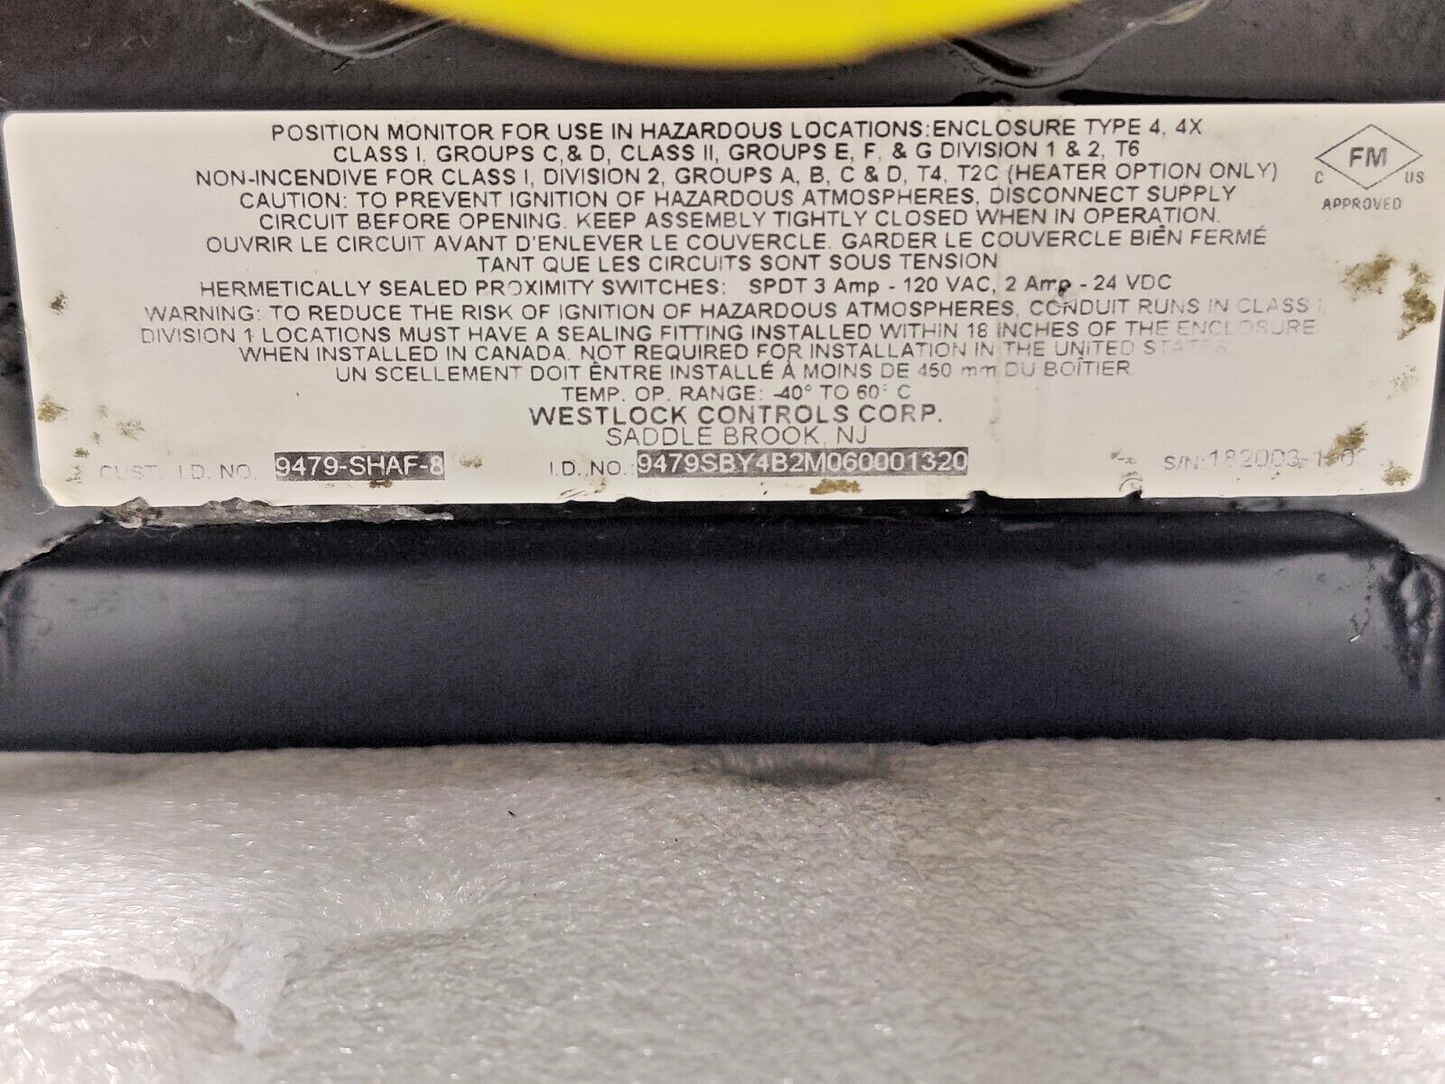 POSITION MONITOR FOR USE IN HAZARDOUS LOCATIONS:ENCLOSURE TYPE 4, 4X
CLASS I, GROUPS C,& D, CLASS II, GROUPS E, F, & G DIVISION 1 & 2, T6
NON-INCENDIVE FOR CLASS I, DIVISION 2, GROUPS A, B, C & D, T4, T2C (HEATER OPTION ONLY)
CAUTION: TO PREVENT IGNITION OF HAZARDOUS ATMOSPHERES, DISCONNECT SUPPLY
CIRCUIT BEFORE OPENING. KEEP ASSEMBLY TIGHTLY CLOSED WHEN IN OPERATION.
OUVRIR LE CIRCUIT AVANT D'ENLEVER LE COUVERCLE. GARDER LE COUVERCLE BIEN FERMÉ
TANT QUE LES CIRCUITS SONT SOUS TENSION
HERMETICALLY SEALED PROXIMITY SWITCHES: SPDT 3 Amp - 120 VAC, 2 Amp - 24 VDC
WARNING: TO REDUCE THE RISK OF IGNITION OF HAZARDOUS ATMOSPHERES, CONDUIT RUNS IN CLASS I,
DIVISION 1 LOCATIONS MUST HAVE A SEALING FITTING INSTALLED WITHIN 18 INCHES OF THE ENCLOSURE
WHEN INSTALLED IN CANADA. NOT REQUIRED FOR INSTALLATION IN THE UNITED STATES.
UN SCELLEMENT DOIT ÊNTRE INSTALLÉ À MOINS DE 450 mm DU BOÎTIER
TEMP. OP. RANGE: -40° TO 60° C
WESTLOCK CONTROLS CORP.
SADDLE BROOK, NJ
CUST. I.D. NO. 9479-SHAF-8 I.D. NO.: 9479SBY4B2M060001320 S/N:
FM
C US
APPROVED